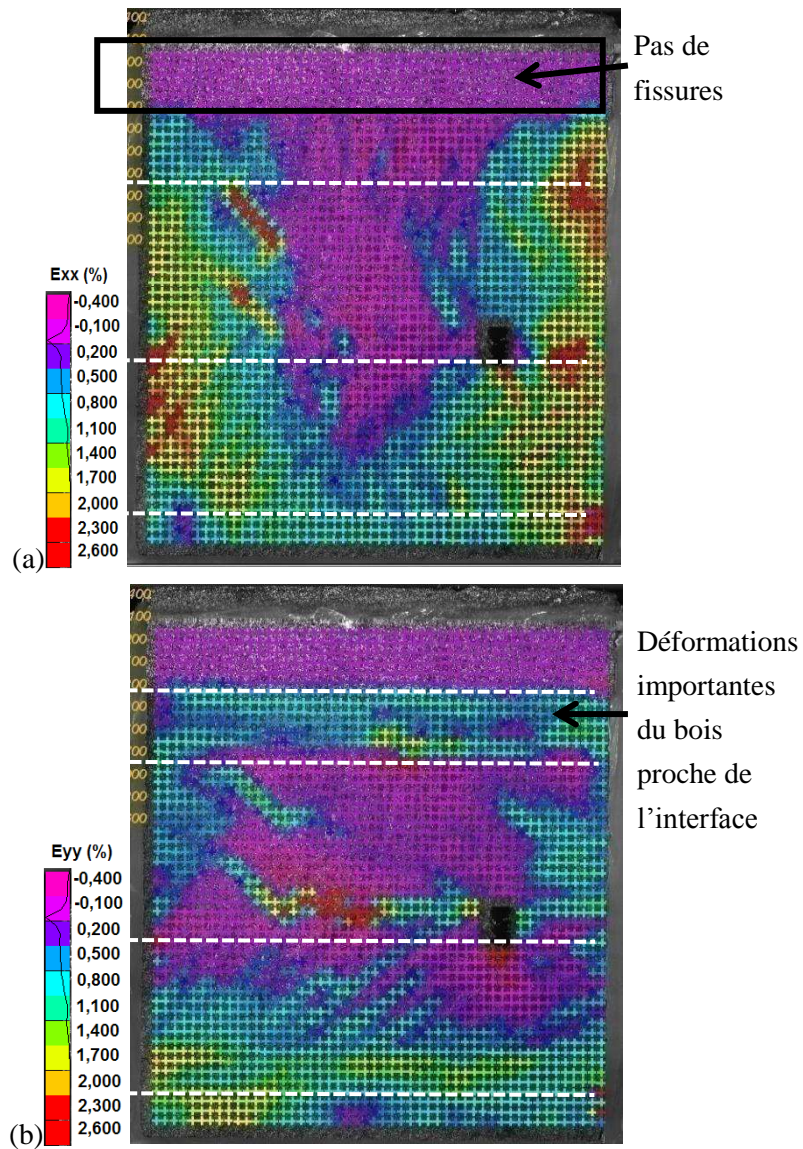 Pas de
fissures
Exx (%)
-0,400
-0,100
0,200
0,500
0,800
1,100
1,400
1,700
2,000
2,300
2,600
(a)
Déformations
importantes
du bois
proche de
l'interface
Eyy (%)
-0,400
-0,100
0,200
0,500
0,800
1,100
1,400
1,700
2,000
2,300
2,600
(b)